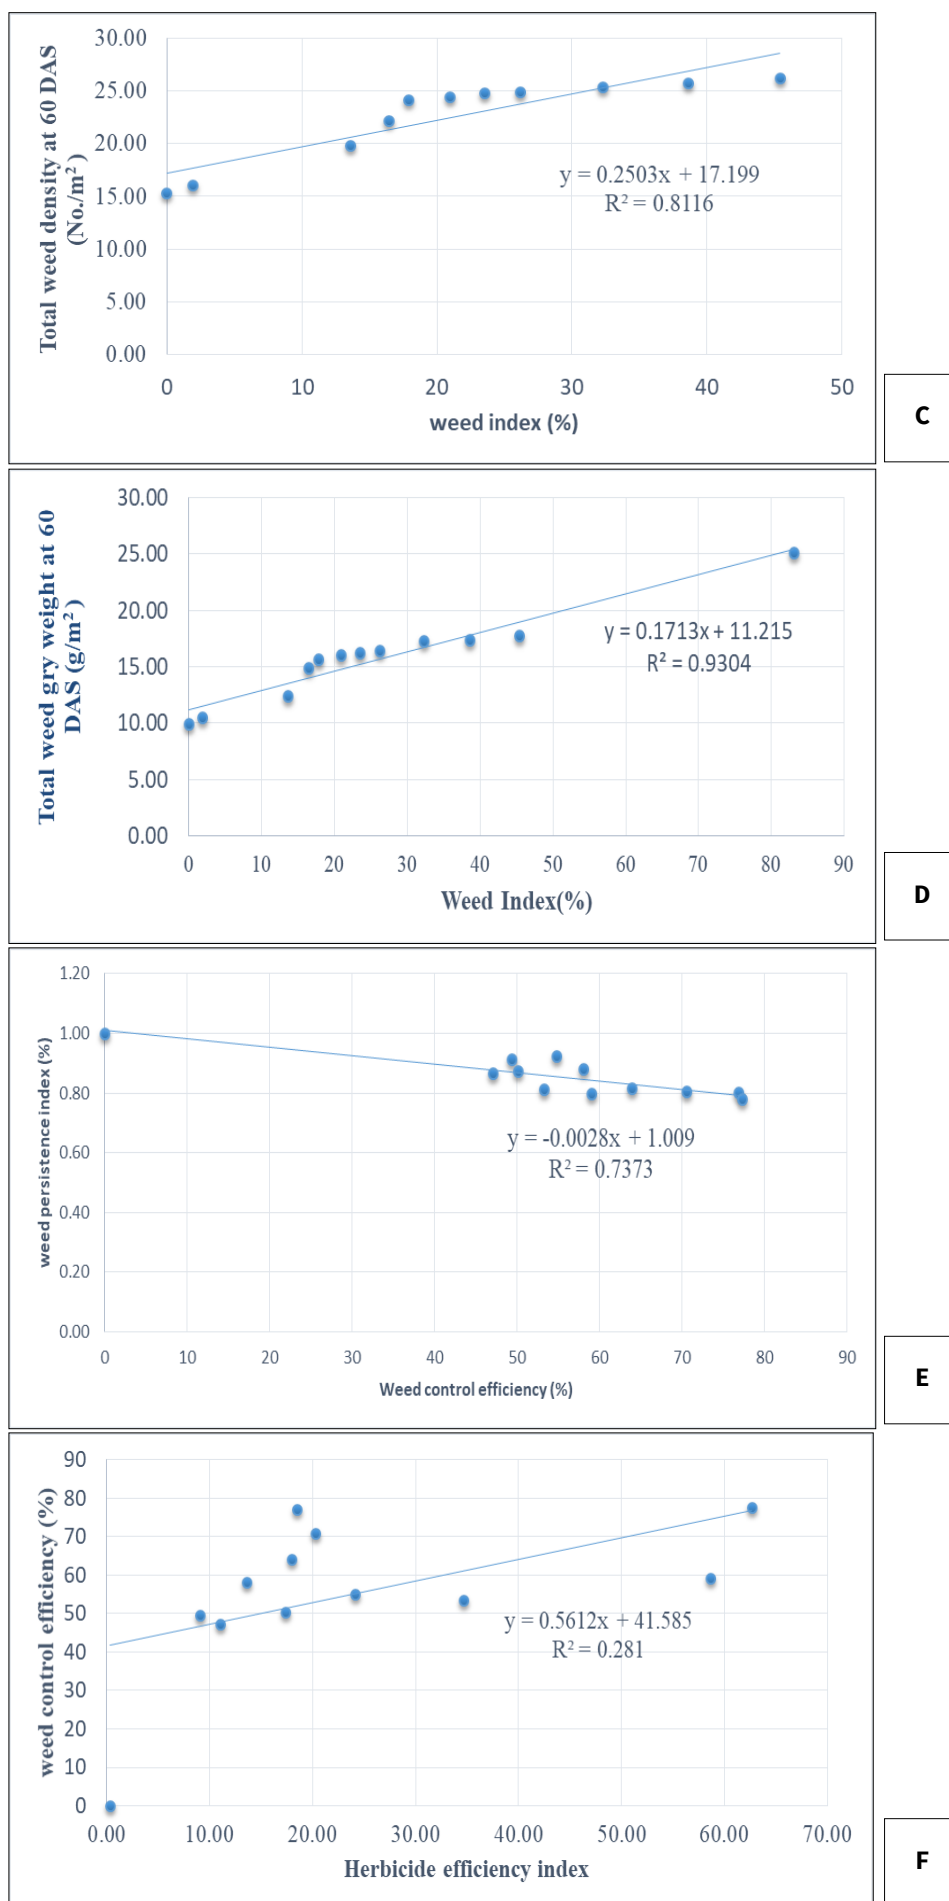 Total weed density at 60 DAS
(No./m²)
30.00
25.00
20.00
15.00
10.00
5.00
0.00
y = 0.2503x + 17.199
R² = 0.8116
0 10 20 30 40 50
weed index (%)
C
Total weed gry weight at 60
DAS (g/m²)
30.00
25.00
20.00
15.00
10.00
5.00
0.00
y = 0.1713x + 11.215
R² = 0.9304
0 10 20 30 40 50 60 70 80 90
Weed Index(%)
D
weed persistence index (%)
1.20
1.00
0.80
0.60
0.40
0.20
0.00
y = -0.0028x + 1.009
R² = 0.7373
0 10 20 30 40 50 60 70 80 90
Weed control efficiency (%)
E
weed control efficiency (%)
90
80
70
60
50
40
30
20
10
0
y = 0.5612x + 41.585
R² = 0.281
0.00 10.00 20.00 30.00 40.00 50.00 60.00 70.00
Herbicide efficiency index
F